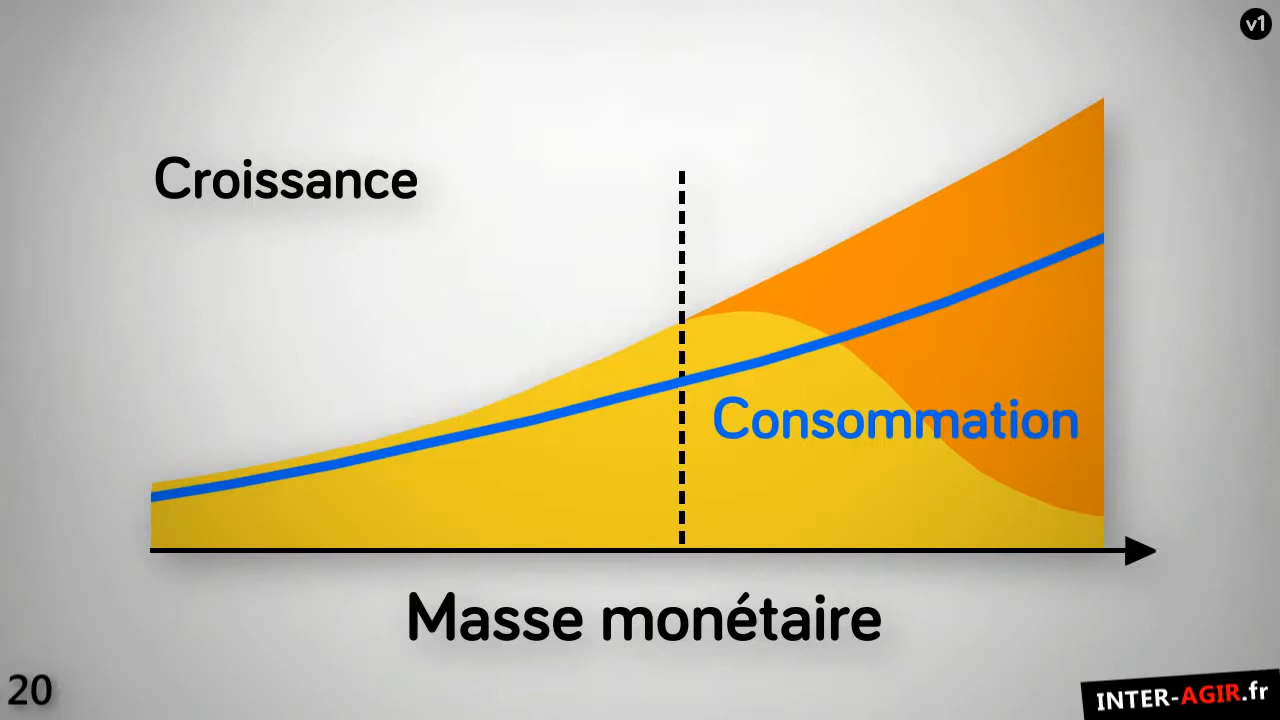 v1
Croissance
Consommation
Masse monétaire
20
INTER-AGIR.fr